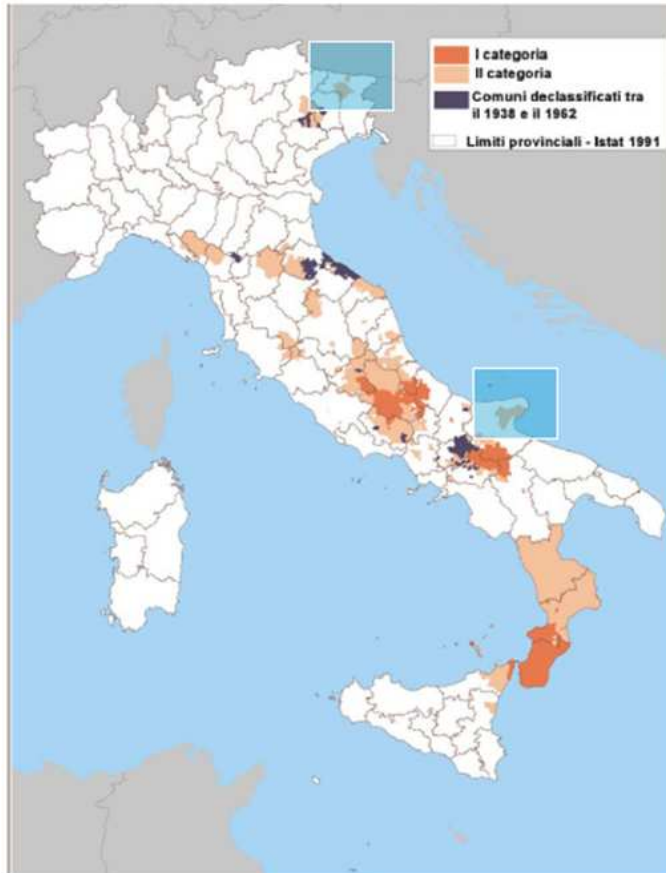 I categoria
II categoria
Comuni declassificati tra
il 1938 e il 1962
Limiti provinciali - Istat 1991